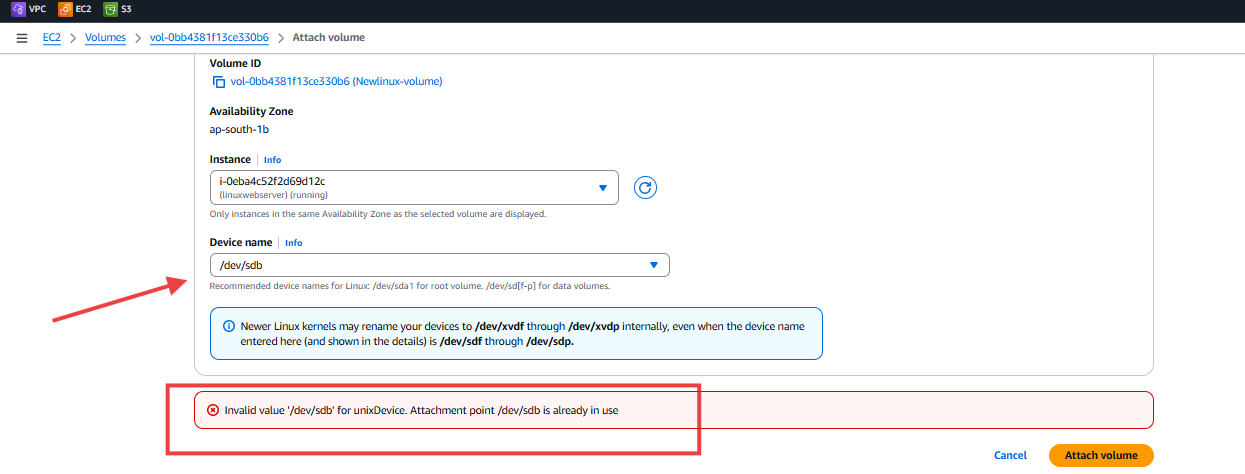 VPC EC2 S3
EC2 > Volumes > vol-0bb4381f13ce330b6 > Attach volume
Volume ID
vol-0bb4381f13ce330b6 (Newlinux-volume)
Availability Zone
ap-south-1b
Instance | Info
i-0eba4c52f2d69d12c
(linuxwebserver) (running)
Only instances in the same Availability Zone as the selected volume are displayed.
Device name | Info
/dev/sdb
Recommended device names for Linux: /dev/sda1 for root volume. /dev/sd[f-p] for data volumes.
Newer Linux kernels may rename your devices to /dev/xvdf through /dev/xvdp internally, even when the device name
entered here (and shown in the details) is /dev/sdf through /dev/sdp.
Invalid value '/dev/sdb' for unixDevice. Attachment point /dev/sdb is already in use
Cancel Attach volume